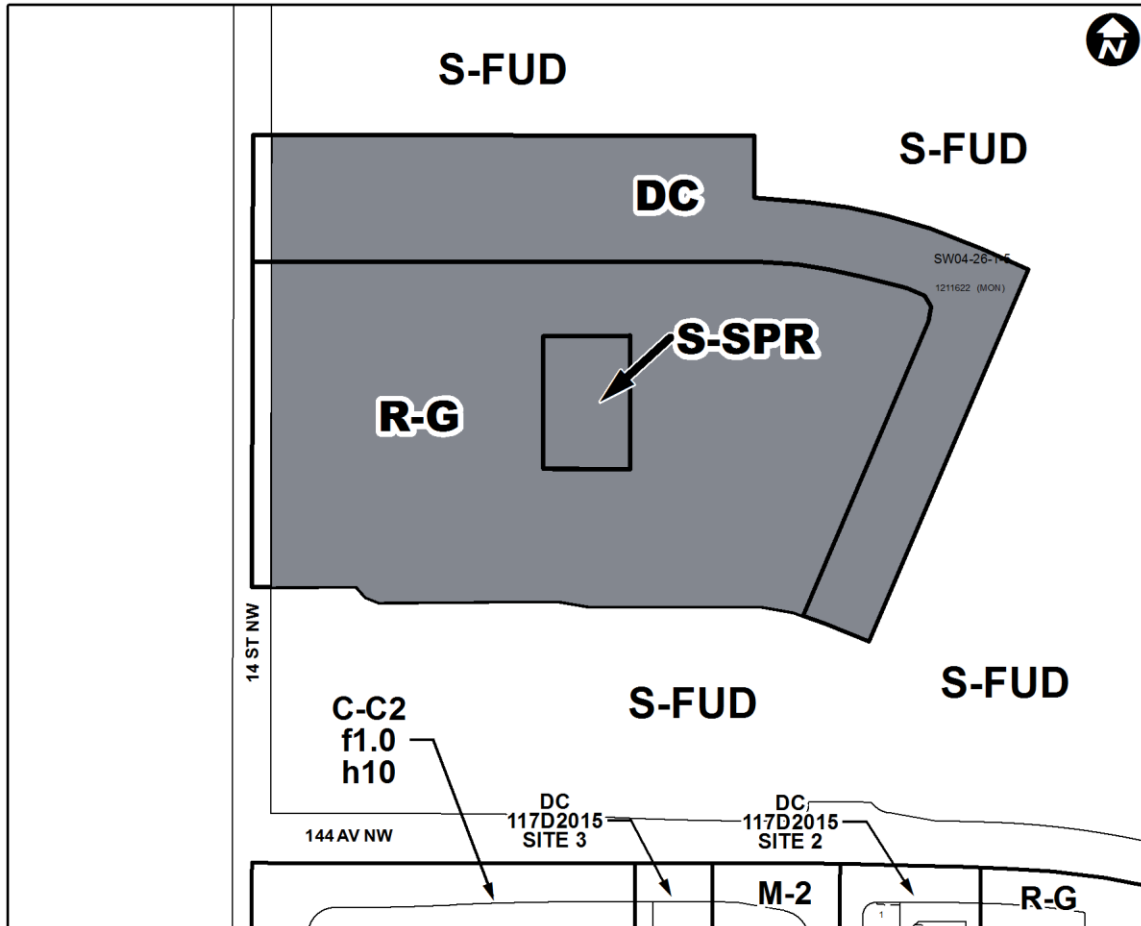 N
S-FUD
S-FUD
DC
SW04-26-1-5
1211622 (MON)
S-SPR
R-G
14 ST NW
S-FUD
S-FUD
C-C2
f1.0
h10
DC
117D2015
SITE 3
DC
117D2015
SITE 2
144 AV NW
M-2
R-G
1